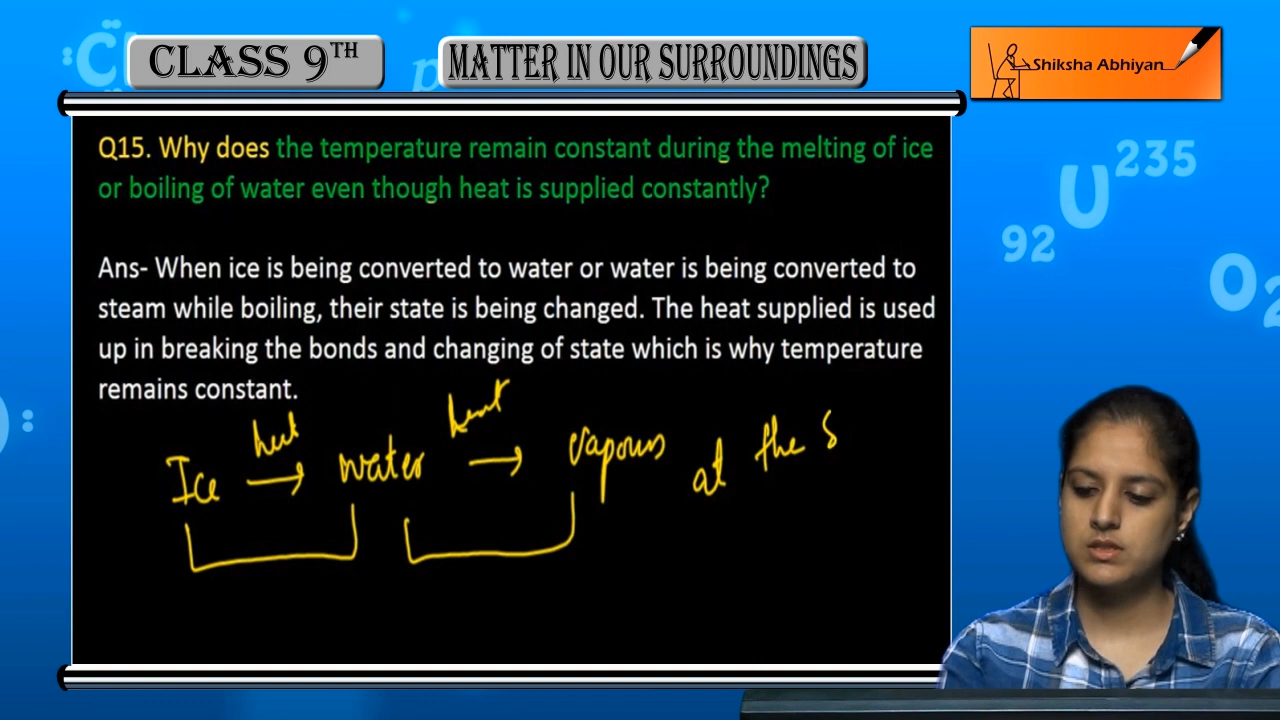 CLASS 9TH
MATTER IN OUR SURROUNDINGS
Shiksha Abhiyan
Q15. Why does the temperature remain constant during the melting of ice
or boiling of water even though heat is supplied constantly?
Ans- When ice is being converted to water or water is being converted to
steam while boiling, their state is being changed. The heat supplied is used
up in breaking the bonds and changing of state which is why temperature
remains constant.
heat heat
Ice → water → vapours at the s
92 U 235
O2